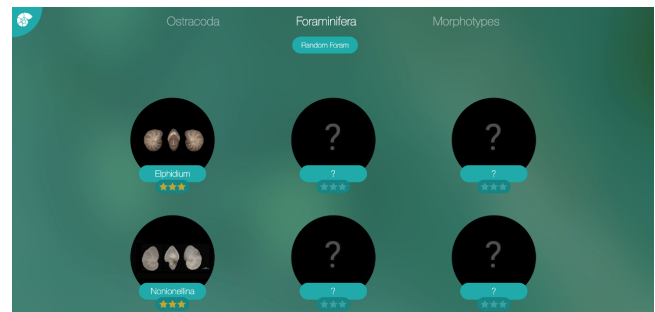 Ostracoda Foraminifera Morphotypes
Random Foram
?
?
Elphidium ? ?
?
?
Nonionellina ? ?